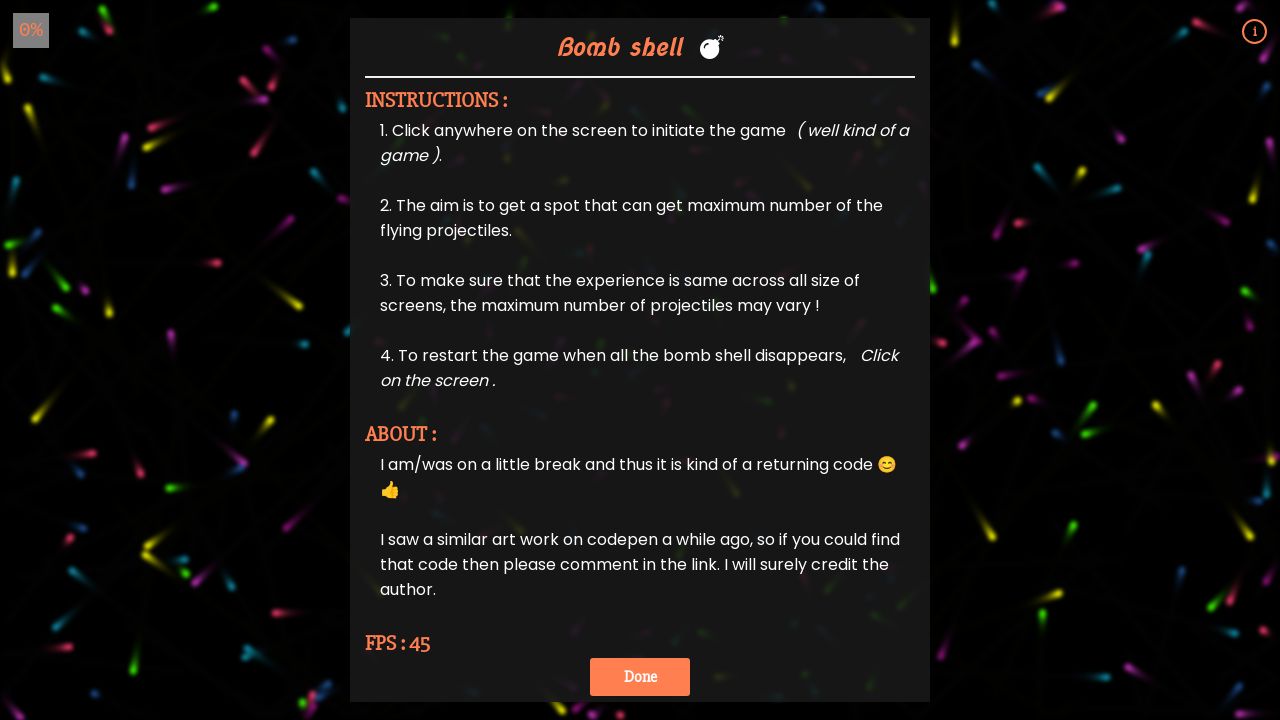 0%
i
Bomb shell 💣
INSTRUCTIONS :
1. Click anywhere on the screen to initiate the game ( well kind of a
game ).
2. The aim is to get a spot that can get maximum number of the
flying projectiles.
3. To make sure that the experience is same across all size of
screens, the maximum number of projectiles may vary !
4. To restart the game when all the bomb shell disappears, Click
on the screen .
ABOUT :
I am/was on a little break and thus it is kind of a returning code 😊
👍
I saw a similar art work on codepen a while ago, so if you could find
that code then please comment in the link. I will surely credit the
author.
FPS : 45
Done